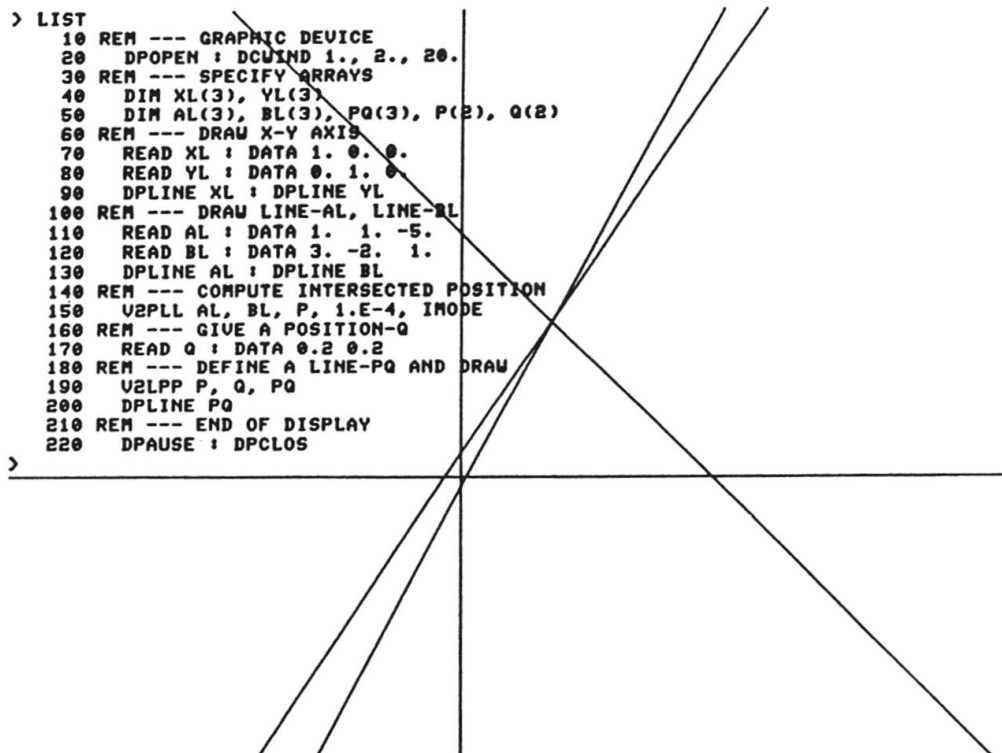 > LIST
10 REM --- GRAPHIC DEVICE
20 DPOPEN : DCWIND 1., 2., 20.
30 REM --- SPECIFY ARRAYS
40 DIM XL(3), YL(3)
50 DIM AL(3), BL(3), PQ(3), P(2), Q(2)
60 REM --- DRAW X-Y AXIS
70 READ XL : DATA 1. 0. 0.
80 READ YL : DATA 0. 1. 0.
90 DPLINE XL : DPLINE YL
100 REM --- DRAW LINE-AL, LINE-BL
110 READ AL : DATA 1. 1. -5.
120 READ BL : DATA 3. -2. 1.
130 DPLINE AL : DPLINE BL
140 REM --- COMPUTE INTERSECTED POSITION
150 V2PLL AL, BL, P, 1.E-4, IMODE
160 REM --- GIVE A POSITION-Q
170 READ Q : DATA 0.2 0.2
180 REM --- DEFINE A LINE-PQ AND DRAW
190 V2LPP P, Q, PQ
200 DPLINE PQ
210 REM --- END OF DISPLAY
220 DPAUSE : DPCLOS
>